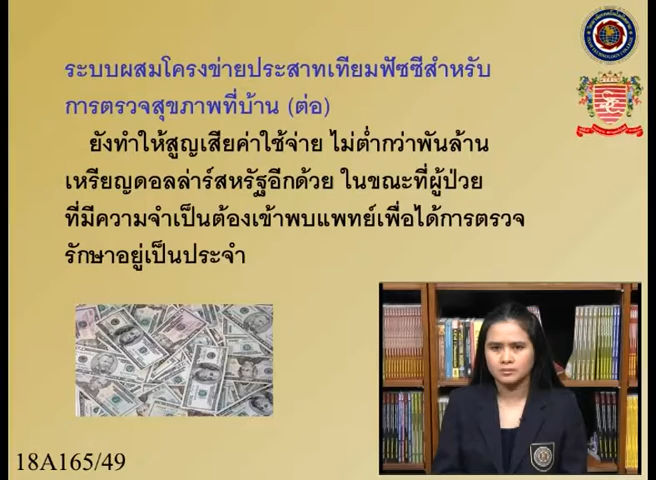 ระบบผสมโครงข่ายประสาทเทียมฟัซซีสำหรับ
การตรวจสุขภาพที่บ้าน (ต่อ)
ยังทำให้สูญเสียค่าใช้จ่าย ไม่ต่ำกว่าพันล้าน
เหรียญดอลล่าร์สหรัฐอีกด้วย ในขณะที่ผู้ป่วย
ที่มีความจำเป็นต้องเข้าพบแพทย์เพื่อได้การตรวจ
รักษาอยู่เป็นประจำ
18A165/49